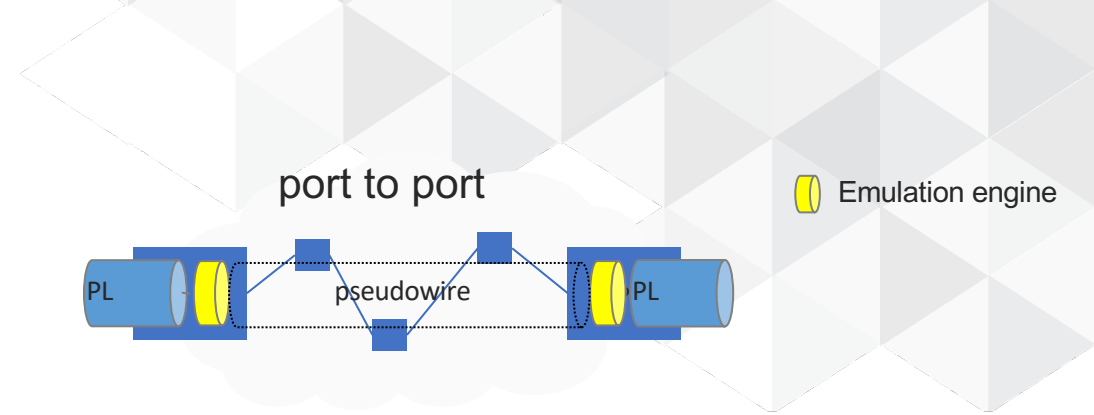 port to port
Emulation engine
PL
pseudowire
PL